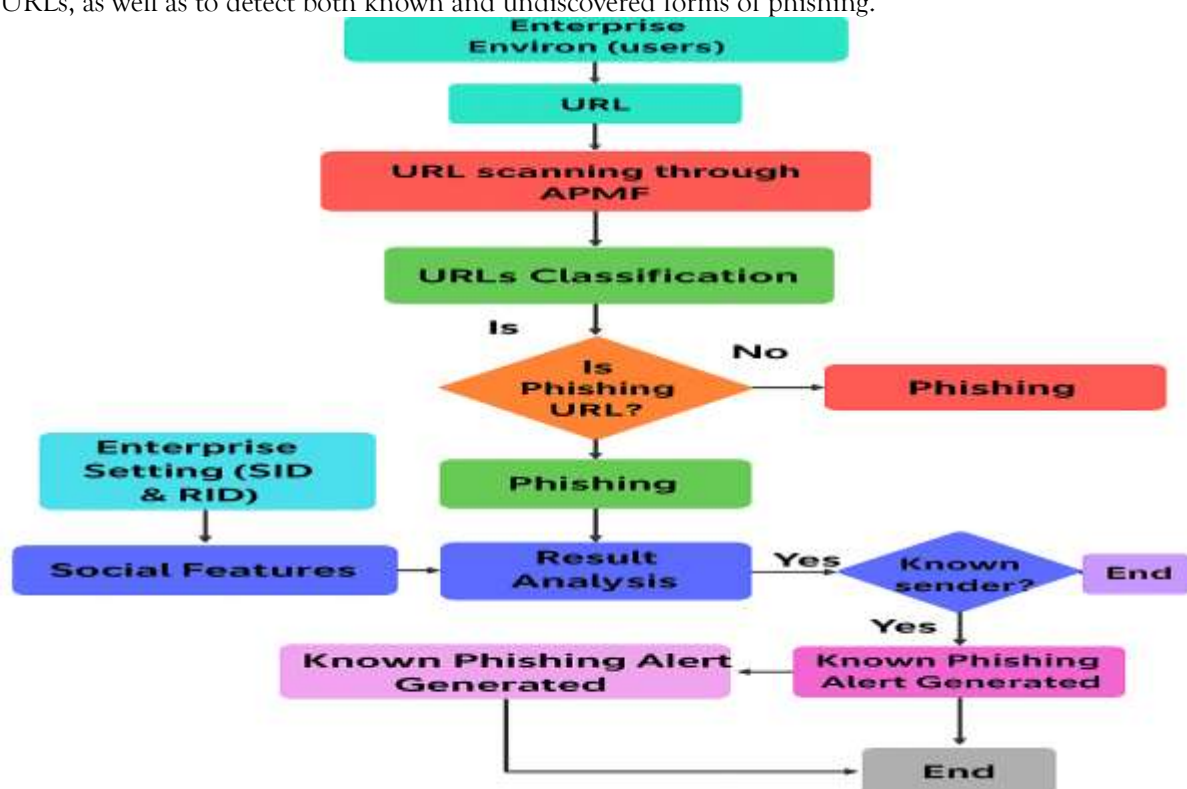 URLs, as well as to detect both known and undiscovered forms of phishing.
Enterprise
Environ (users)
URL
URL scanning through
APMF
URLs Classification
Is
Is
Phishing
URL?
No
Phishing
Enterprise
Setting (SID
& RID)
Phishing
Social Features
Result
Analysis
Yes
Known
sender?
End
Yes
Known Phishing Alert
Generated
Known Phishing
Alert Generated
End